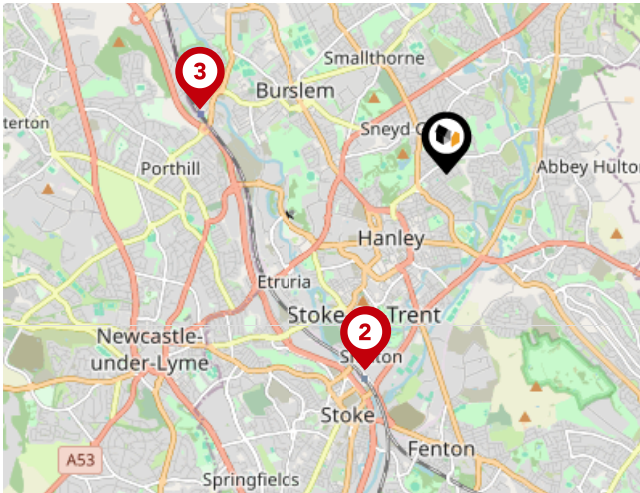 Smallthorne
3
Burslem
terton
Sneyd G
Porthill
Abbey Hulto
Hanley
Etruria
Stoke Trent
2
Newcastle-
under-Lyme
Stoke
Fenton
A53
Springfields